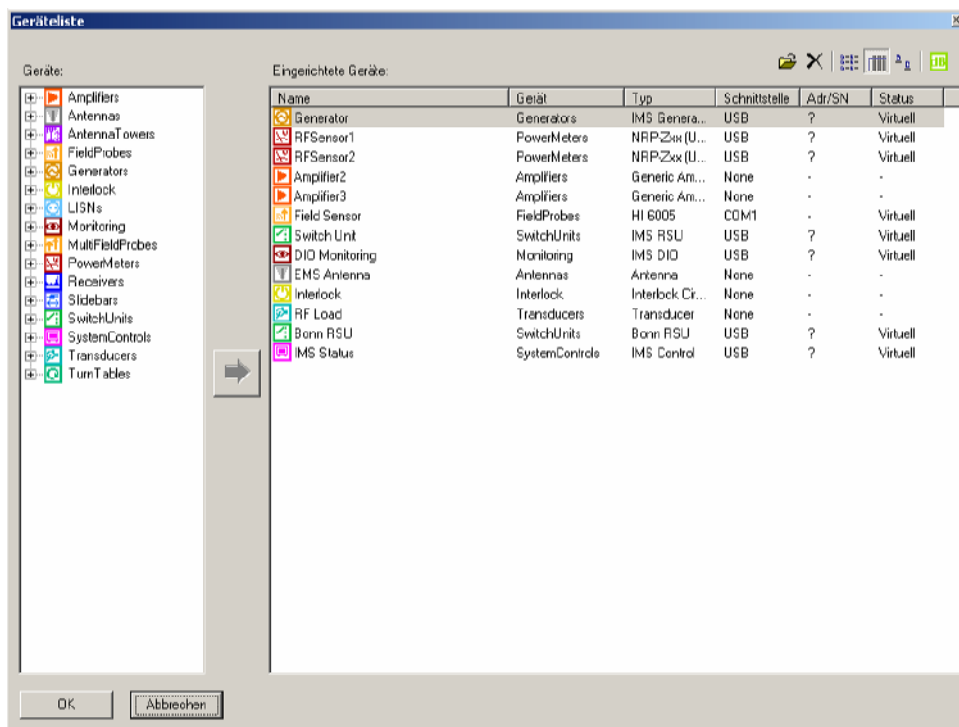 Geräteliste
Geräte:
Amplifiers
Antennas
AntennaTowers
FieldProbes
Generators
Interlock
LISNs
Monitoring
MultiFieldProbes
PowerMeters
Receivers
Slidebars
SwitchUnits
SystemControls
Transducers
TurnTables
Eingerichtete Geräte:
Name Gerät Typ Schnittstelle Adr/SN Status
Generator Generators IMS Genera... USB ? Virtuell
RFSensor1 PowerMeters NRP-Zxx (U... USB ? Virtuell
RFSensor2 PowerMeters NRP-Zxx (U... USB ? Virtuell
Amplifier2 Amplifiers Generic Am... None - -
Amplifier3 Amplifiers Generic Am... None - -
Field Sensor FieldProbes HI 6005 COM1 - Virtuell
Switch Unit SwitchUnits IMS RSU USB ? Virtuell
DIO Monitoring Monitoring IMS DIO USB ? Virtuell
EMS Antenna Antennas Antenna None - -
Interlock Interlock Interlock Cir... None - -
RF Load Transducers Transducer None - -
Bonn RSU SwitchUnits Bonn RSU USB ? Virtuell
IMS Status SystemControls IMS Control USB ? Virtuell
OK Abbrechen